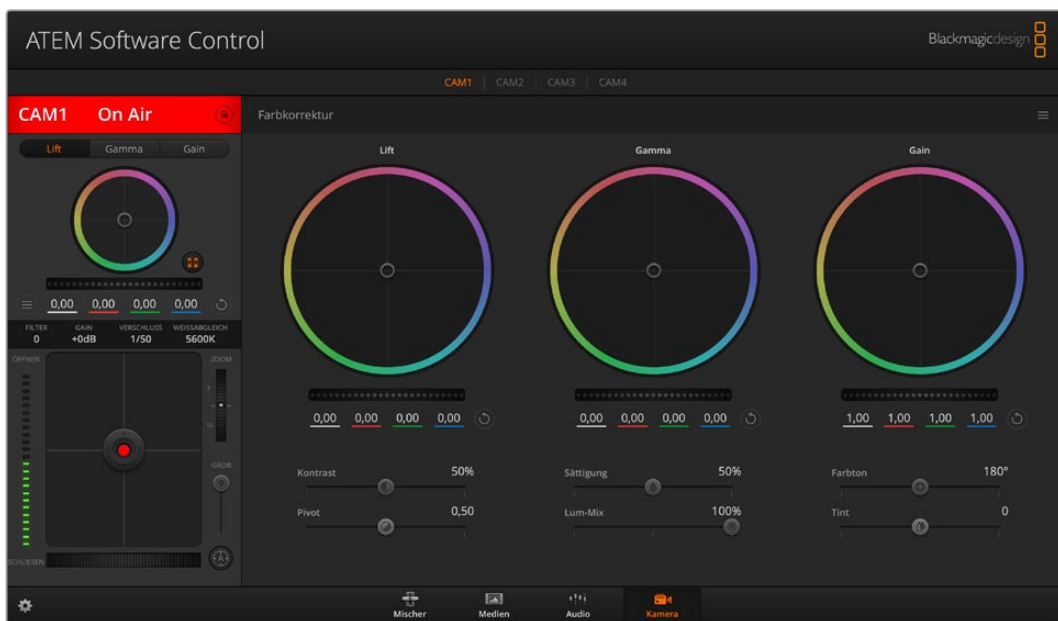 ATEM Software Control
Blackmagicdesign
CAM1 CAM2 CAM3 CAM4
CAM1 On Air
Farbkorrektur
Lift Gamma Gain
Lift Gamma Gain
0,00 0,00 0,00 0,00
FILTER GAIN VERSCHLUSS WEISSABGLEICH
0 +0dB 1/50 5600K
ÖFFNEN ZOOM
T
W
GROB
SCHLIEẞEN
0,00 0,00 0,00 0,00 0,00 0,00 0,00 0,00 1,00 1,00 1,00 1,00
Kontrast 50% Sättigung 50% Farbton 180°
Pivot 0,50 Lum-Mix 100% Tint 0
Mischer Medien Audio Kamera